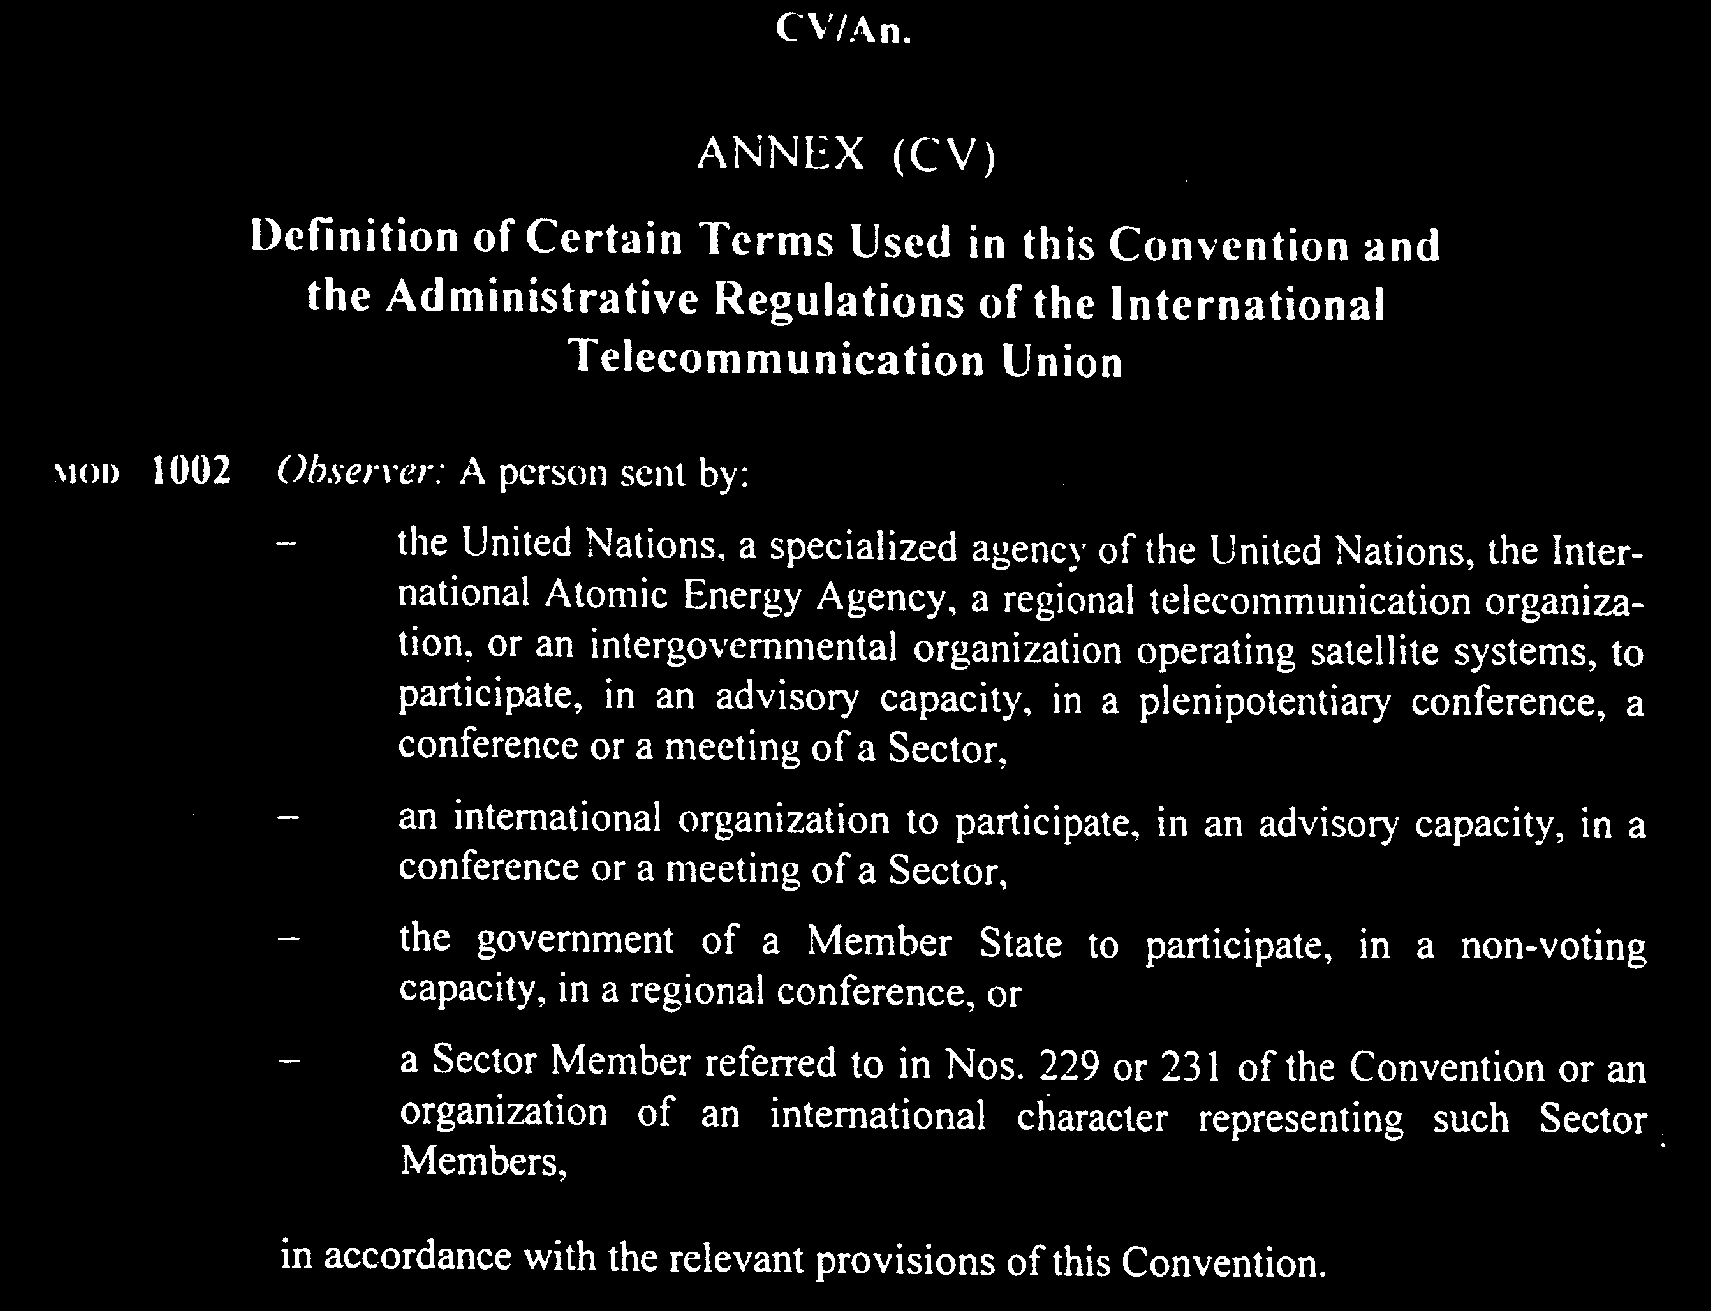 CV/An.
ANNEX (CV)
Definition of Certain Terms Used in this Convention and
the Administrative Regulations of the International
Telecommunication Union
MOD 1002 Observer: A person sent by:
– the United Nations, a specialized agency of the United Nations, the Inter-
national Atomic Energy Agency, a regional telecommunication organiza-
tion, or an intergovernmental organization operating satellite systems, to
participate, in an advisory capacity, in a plenipotentiary conference, a
conference or a meeting of a Sector,
– an international organization to participate, in an advisory capacity, in a
conference or a meeting of a Sector,
– the government of a Member State to participate, in a non-voting
capacity, in a regional conference, or
– a Sector Member referred to in Nos. 229 or 231 of the Convention or an
organization of an international character representing such Sector
Members,
in accordance with the relevant provisions of this Convention.